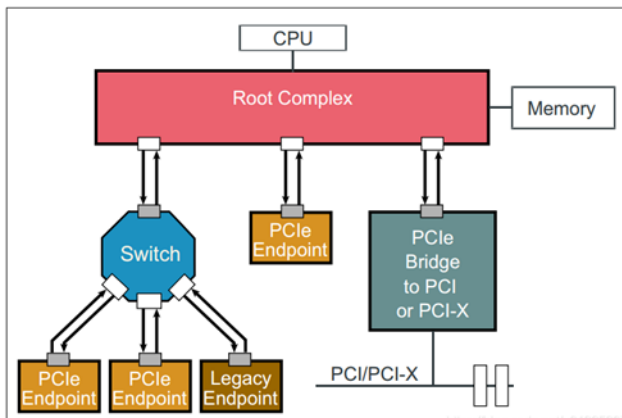 CPU
Root Complex
Memory
PCIe
Endpoint
Switch
PCIe
Bridge
to PCI
or PCI-X
PCIe
Endpoint
PCIe
Endpoint
Legacy
Endpoint
PCI/PCI-X